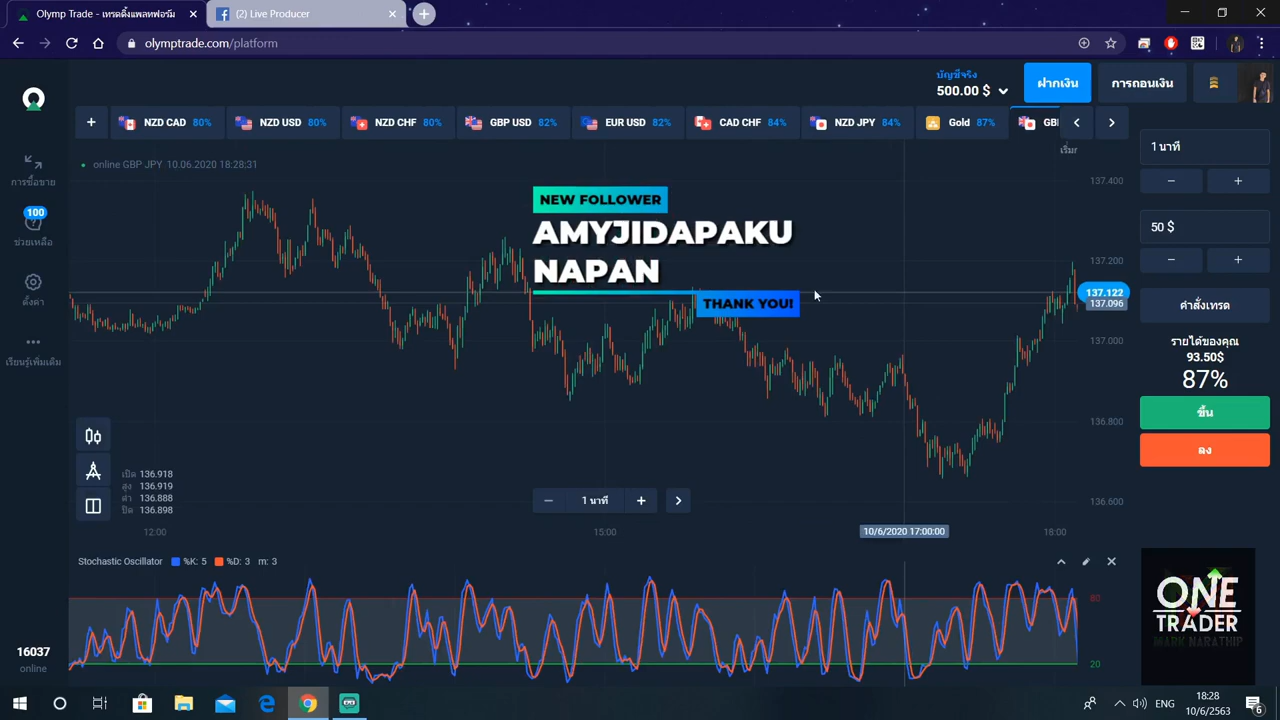 Olymp Trade - เทรดดิ้งแพลทฟอร์ม
(2) Live Producer
olymptrade.com/platform
บัญชีจริง
500.00 $
ฝากเงิน
การถอนเงิน
NZD CAD 80%
NZD USD 80%
NZD CHF 80%
GBP USD 82%
EUR USD 82%
CAD CHF 84%
NZD JPY 84%
Gold 87%
online GBP JPY 10.06.2020 18:28:31
การซื้อขาย
100
ช่วยเหลือ
ตั้งค่า
เรียนรู้เพิ่มเติม
NEW FOLLOWER
AMYJIDAPAKU
NAPAN
THANK YOU!
137.400
137.200
137.122
137.096
137.000
136.800
136.600
1 นาที
50 $
คำสั่งเทรด
รายได้ของคุณ
93.50$
87%
ขึ้น
ลง
เปิด 136.918
สูง 136.919
ต่ำ 136.888
ปิด 136.898
1 นาที
12:00
15:00
10/6/2020 17:00:00
18:00
Stochastic Oscillator %K: 5 %D: 3 m: 3
80
20
ONE
TRADER
MARK NARATHIP
16037
online
ENG
18:28
10/6/2563
6